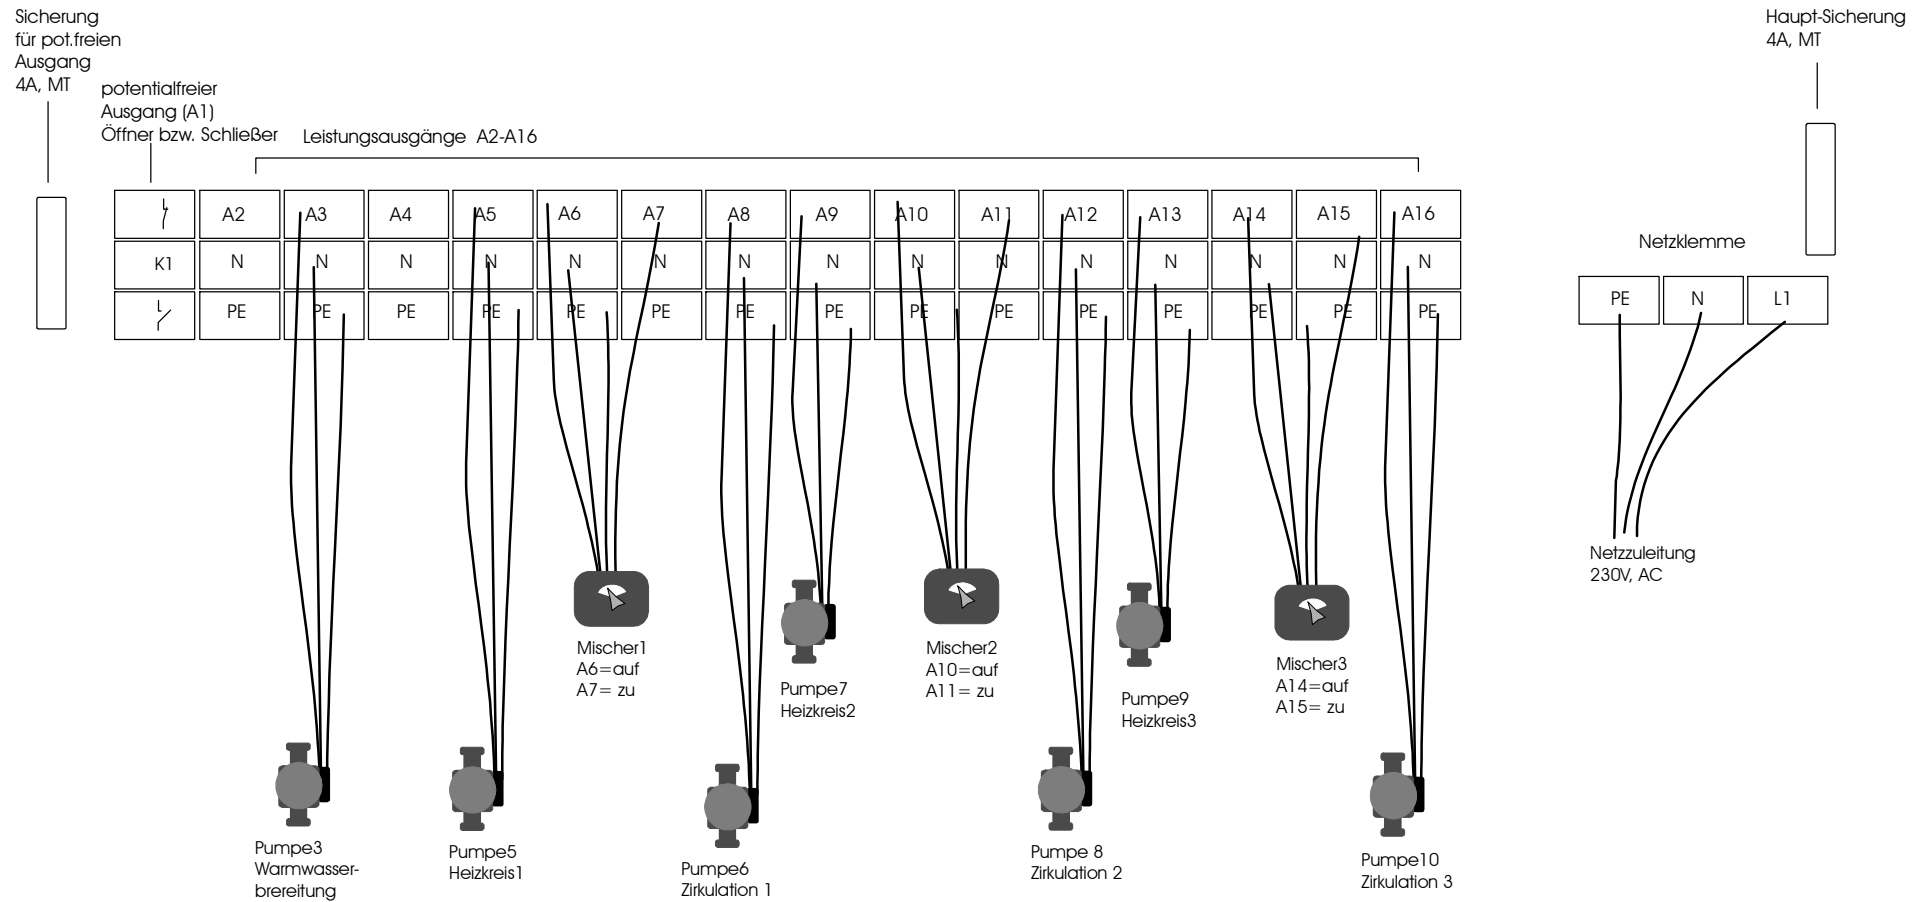 Sicherung
für pot.freien
Ausgang
4A, MT
potentialfreier
Ausgang (A1)
Öffner bzw. Schließer
Leistungsausgänge A2-A16
Haupt-Sicherung
4A, MT
A2 A3 A4 A5 A6 A7 A8 A9 A10 A11 A12 A13 A14 A15 A16
K1 N N N N N N N N N N N N N N N
PE PE PE PE PE PE PE PE PE PE PE PE PE PE PE
Netzklemme
PE N L1
Netzzuleitung
230V, AC
Mischer1
A6=auf
A7= zu
Pumpe7
Heizkreis2
Mischer2
A10=auf
A11= zu
Pumpe9
Heizkreis3
Mischer3
A14=auf
A15= zu
Pumpe3
Warmwasser-
brereitung
Pumpe5
Heizkreis1
Pumpe6
Zirkulation 1
Pumpe 8
Zirkulation 2
Pumpe10
Zirkulation 3